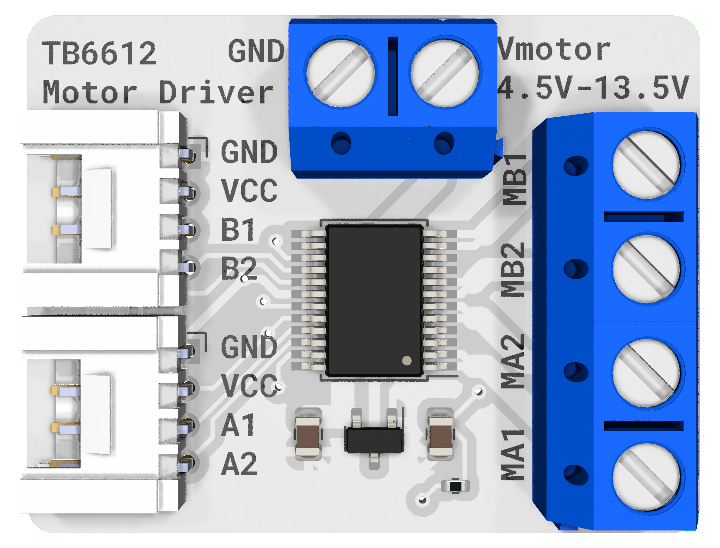 TB6612
Motor Driver
GND
Vmotor
4.5V-13.5V
GND
VCC
B1
B2
GND
VCC
A1
A2
MB1
MB2
MA2
MA1